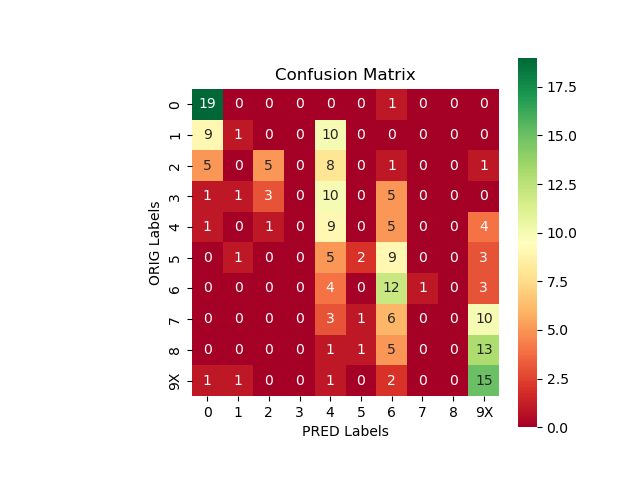 Confusion Matrix
ORIG Labels
0 19 0 0 0 0 0 1 0 0 0
1 9 1 0 0 10 0 0 0 0 0
2 5 0 5 0 8 0 1 0 0 1
3 1 1 3 0 10 0 5 0 0 0
4 1 0 1 0 9 0 5 0 0 4
5 0 1 0 0 5 2 9 0 0 3
6 0 0 0 0 4 0 12 1 0 3
7 0 0 0 0 3 1 6 0 0 10
8 0 0 0 0 1 1 5 0 0 13
9X 1 1 0 0 1 0 2 0 0 15
0 1 2 3 4 5 6 7 8 9X
PRED Labels
17.5
15.0
12.5
10.0
7.5
5.0
2.5
0.0